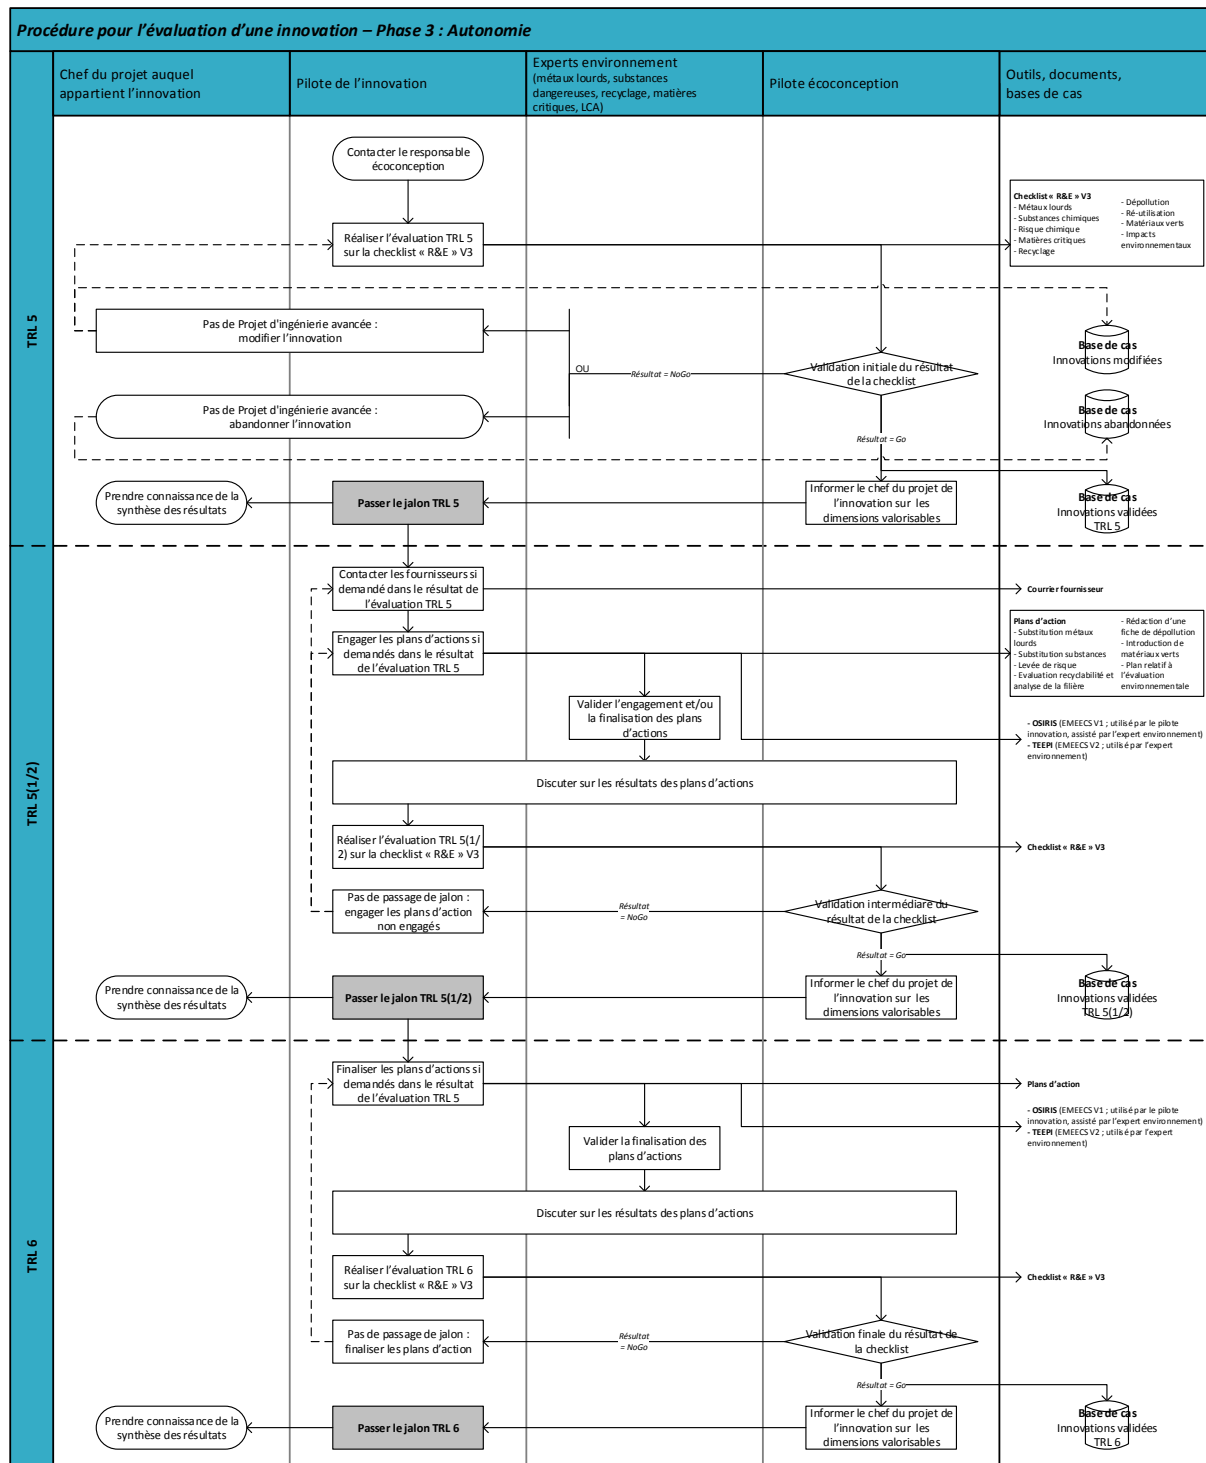 Procédure pour l'évaluation d'une innovation – Phase 3 : Autonomie
Chef du projet auquel
appartient l'innovation
Pilote de l'innovation
Experts environnement
(métaux lourds, substances
dangereuses, recyclage, matières
critiques, LCA)
Pilote écoconception
Outils, documents,
bases de cas
TRL 5
Contacter le responsable
écoconception
Réaliser l'évaluation TRL 5
sur la checklist « R&E » V3
Checklist « R&E » V3
- Métaux lourds
- Substances chimiques
- Risque chimique
- Matières critiques
- Recyclage
- Dépollution
- Ré-utilisation
- Matériaux verts
- Impacts
environnementaux
Pas de Projet d'ingénierie avancée :
modifier l'innovation
OU
Résultat = NoGo
Validation initiale du résultat
de la checklist
Base de cas
Innovations modifiées
Pas de Projet d'ingénierie avancée :
abandonner l'innovation
Résultat = Go
Base de cas
Innovations abandonnées
Prendre connaissance de la
synthèse des résultats
Passer le jalon TRL 5
Informer le chef du projet de
l'innovation sur les
dimensions valorisables
Base de cas
Innovations validées
TRL 5
TRL 5(1/2)
Contacter les fournisseurs si
demandé dans le résultat de
l'évaluation TRL 5
Courrier fournisseur
Engager les plans d'actions si
demandés dans le résultat
de l'évaluation TRL 5
Plans d'action
- Substitution métaux
lourds
- Substitution substances
- Levée de risque
- Evaluation recyclabilité et
analyse de la filière
- Rédaction d'une
fiche de dépollution
- Introduction de
matériaux verts
- Plan relatif à
l'évaluation
environnementale
Valider l'engagement et/ou
la finalisation des plans
d'actions
- OSIRIS (EMEECS V1 ; utilisé par le pilote
innovation, assisté par l'expert environnement)
- TEEPI (EMEECS V2 ; utilisé par l'expert
environnement)
Discuter sur les résultats des plans d'actions
Réaliser l'évaluation TRL 5(1/
2) sur la checklist « R&E » V3
Checklist « R&E » V3
Pas de passage de jalon :
engager les plans d'action
non engagés
Résultat
= NoGo
Validation intermédiare du
résultat de la checklist
Résultat = Go
Prendre connaissance de la
synthèse des résultats
Passer le jalon TRL 5(1/2)
Informer le chef du projet de
l'innovation sur les
dimensions valorisables
Base de cas
Innovations validées
TRL 5(1/2)
TRL 6
Finaliser les plans d'actions si
demandés dans le résultat
de l'évaluation TRL 5
Plans d'action
- OSIRIS (EMEECS V1 ; utilisé par le pilote
innovation, assisté par l'expert environnement)
- TEEPI (EMEECS V2 ; utilisé par l'expert
environnement)
Valider la finalisation des
plans d'actions
Discuter sur les résultats des plans d'actions
Réaliser l'évaluation TRL 6
sur la checklist « R&E » V3
Checklist « R&E » V3
Pas de passage de jalon :
finaliser les plans d'action
Résultat
= NoGo
Validation finale du résultat de
la checklist
Résultat = Go
Prendre connaissance de la
synthèse des résultats
Passer le jalon TRL 6
Informer le chef du projet de
l'innovation sur les
dimensions valorisables
Base de cas
Innovations validées
TRL 6